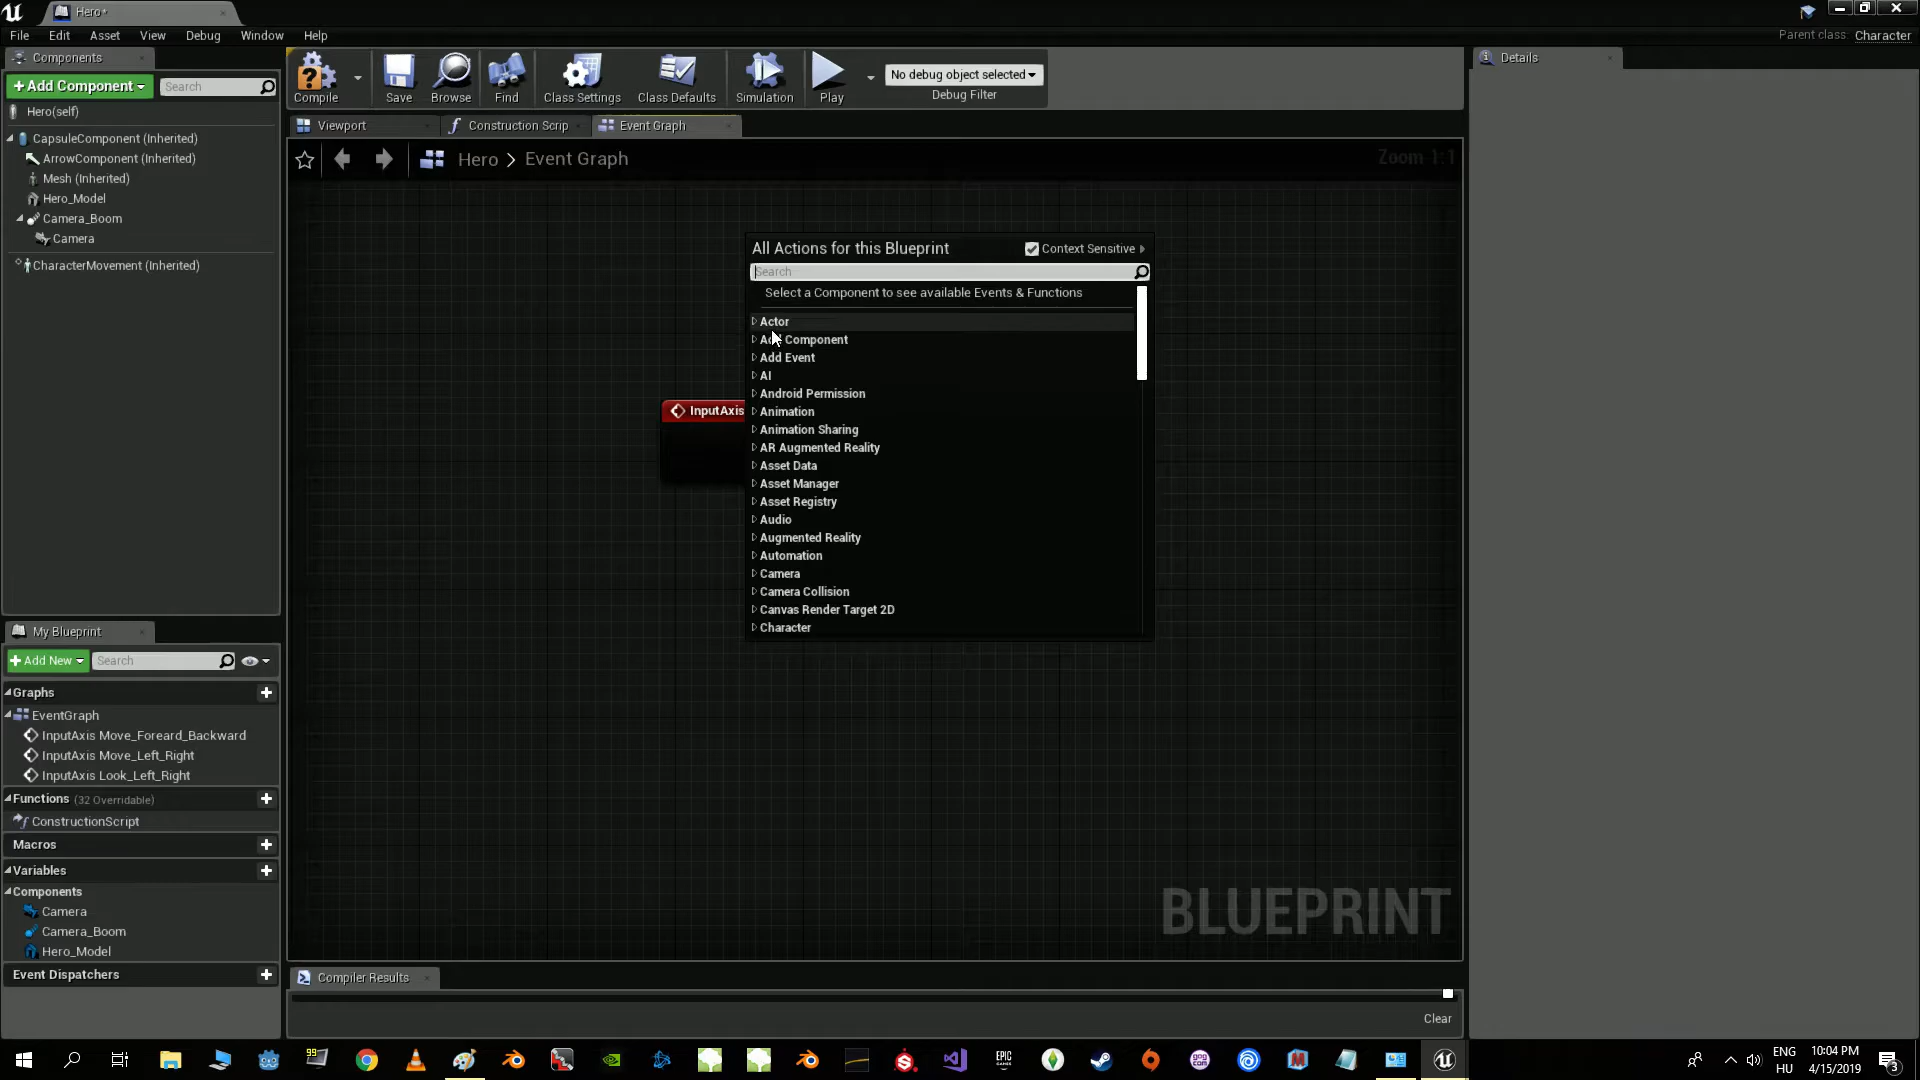 Hero*
File Edit Asset View Debug Window Help
Parent class: Character
Components
+Add Component
Search
Hero(self)
CapsuleComponent (Inherited)
ArrowComponent (Inherited)
Mesh (Inherited)
Hero_Model
Camera_Boom
Camera
CharacterMovement (Inherited)
Compile
Save
Browse
Find
Class Settings
Class Defaults
Simulation
Play
No debug object selected
Debug Filter
Details
Viewport
Construction Scrip
Event Graph
Hero > Event Graph
Zoom 1:1
All Actions for this Blueprint
Context Sensitive
Search
Select a Component to see available Events & Functions
Actor
Add Component
Add Event
AI
Android Permission
Animation
Animation Sharing
AR Augmented Reality
Asset Data
Asset Manager
Asset Registry
Audio
Augmented Reality
Automation
Camera
Camera Collision
Canvas Render Target 2D
Character
InputAxis
BLUEPRINT
My Blueprint
+Add New
Search
Graphs
EventGraph
InputAxis Move_Foreard_Backward
InputAxis Move_Left_Right
InputAxis Look_Left_Right
Functions (32 Overridable)
ConstructionScript
Macros
Variables
Components
Camera
Camera_Boom
Hero_Model
Event Dispatchers
Compiler Results
Clear
99
EPIC GAMES
ENG
HU
10:04 PM
4/15/2019
3